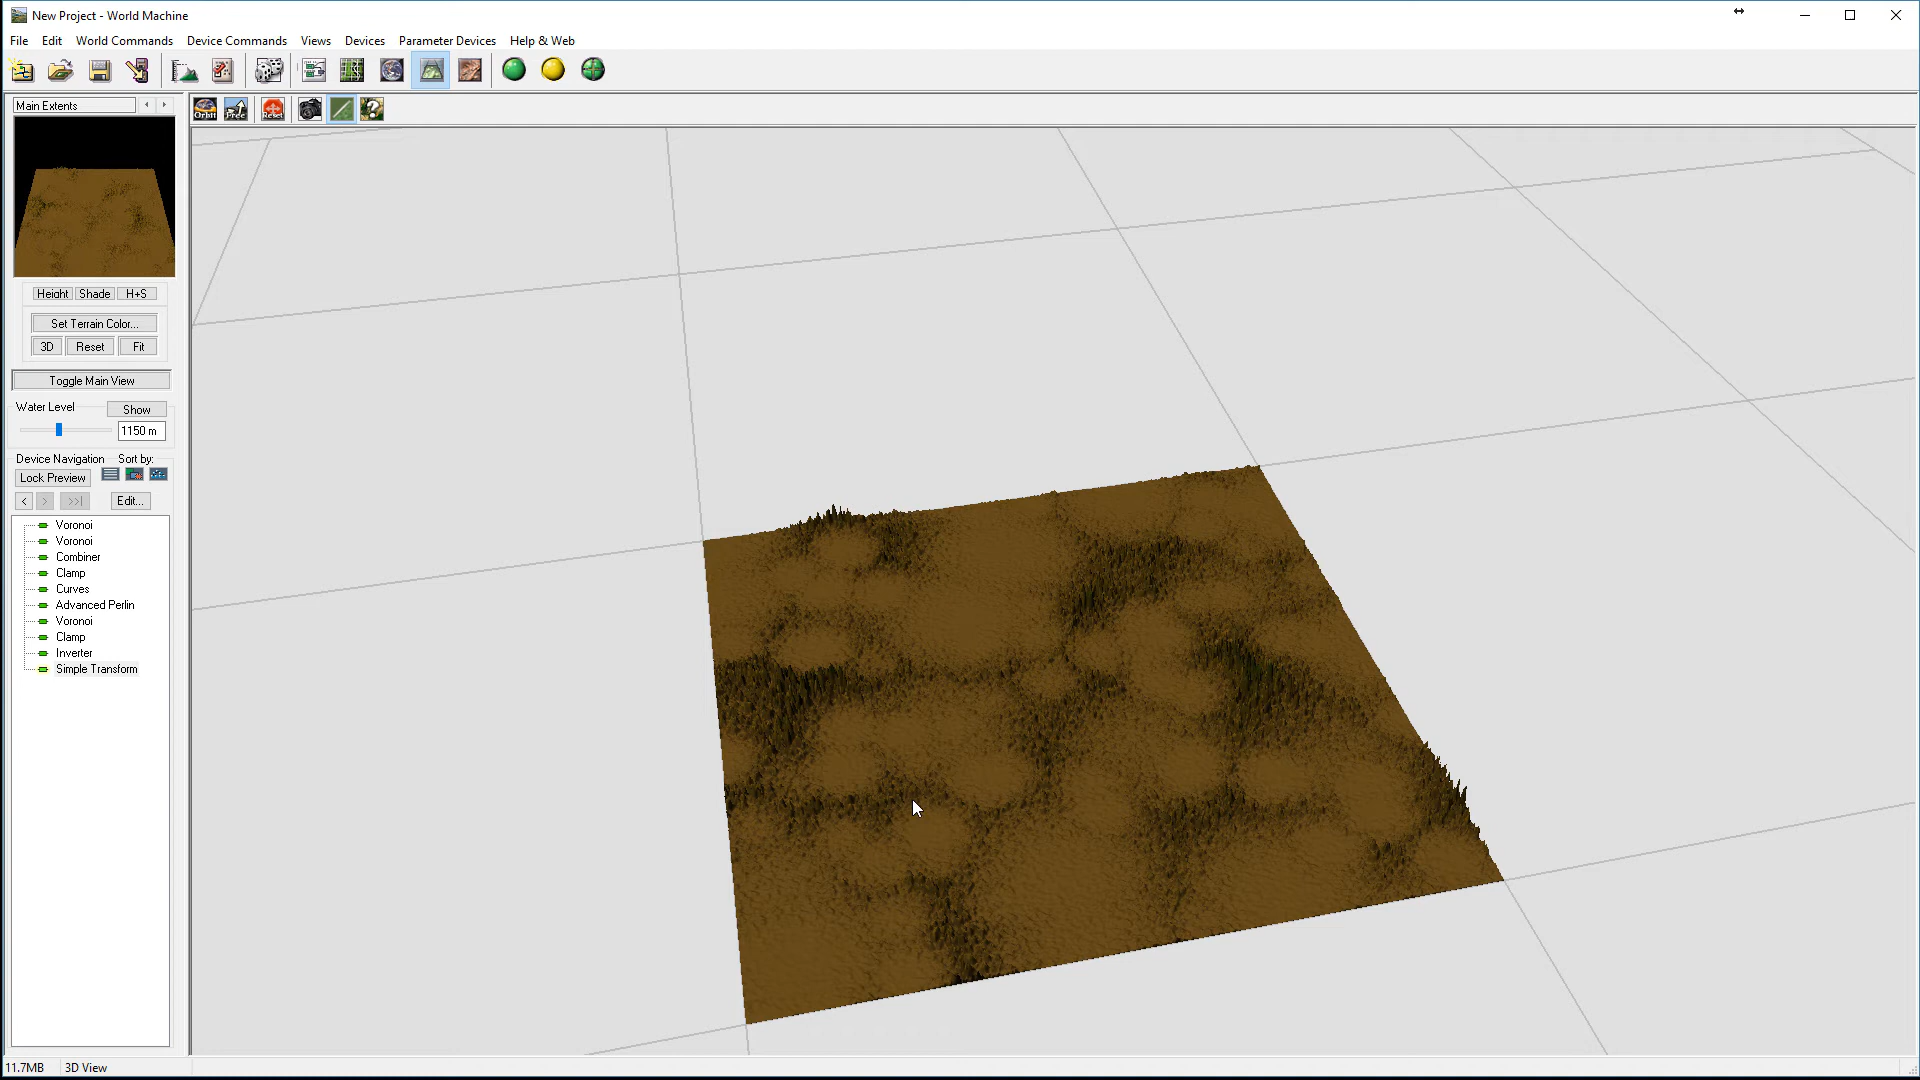 New Project - World Machine
File Edit World Commands Device Commands Views Devices Parameter Devices Help & Web
Main Extents
Orbit Free Reset
Height Shade H+S
Set Terrain Color...
3D Reset Fit
Toggle Main View
Water Level Show
1150 m
Device Navigation Sort by:
Lock Preview
< > >>| Edit...
Voronoi
Voronoi
Combiner
Clamp
Curves
Advanced Perlin
Voronoi
Clamp
Inverter
Simple Transform
11.7MB 3D View